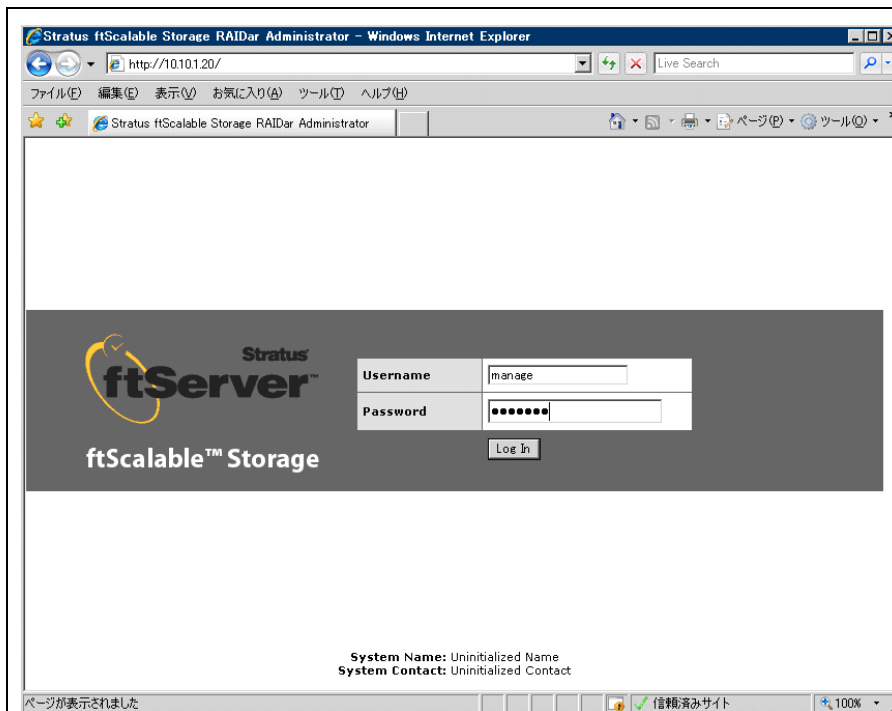 Stratus ftScalable Storage RAIDar Administrator - Windows Internet Explorer
http://10.10.1.20/
Live Search
ファイル(F) 編集(E) 表示(V) お気に入り(A) ツール(T) ヘルプ(H)
Stratus ftScalable Storage RAIDar Administrator
ページ(P) ツール(O)
Stratus
ftServer™
ftScalable™ Storage
Username
manage
Password
●●●●●●●
Log In
System Name: Uninitialized Name
System Contact: Uninitialized Contact
ページが表示されました
信頼済みサイト
100%